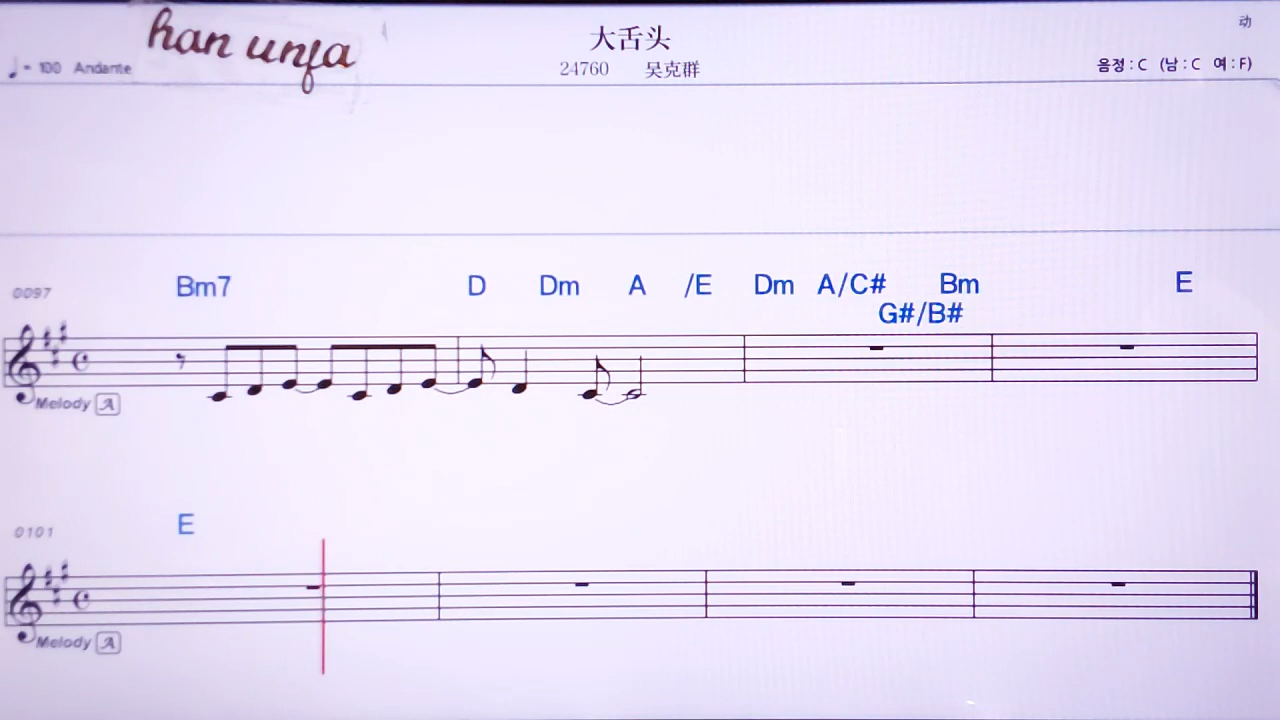 han unfa
大舌头
动
♩= 100 Andante
24760 吴克群
음정 : C (남 : C 여 : F)
0097
Bm7 D Dm A /E Dm A/C# Bm E
G#/B#
Melody A
0101
E
Melody A